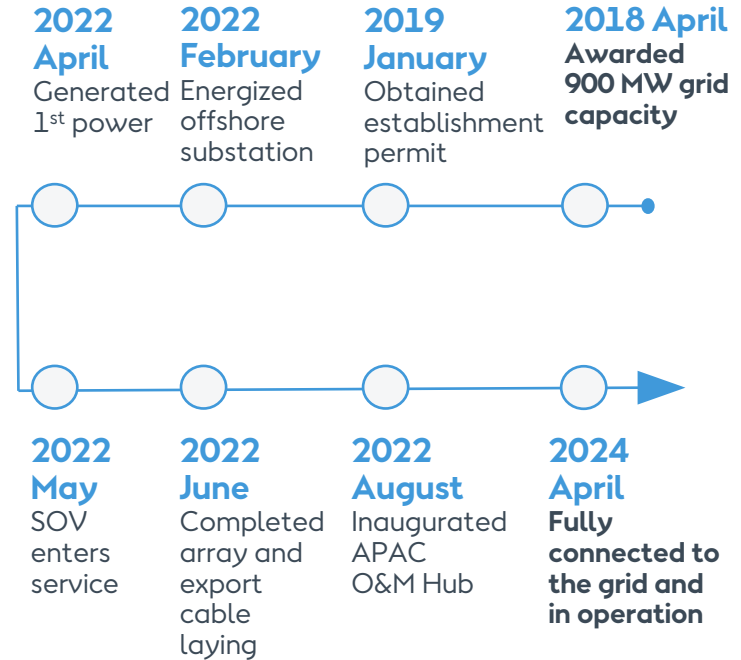 2022
April
Generated
1st power
2022
February
Energized
offshore
substation
2019
January
Obtained
establishment
permit
2018 April
Awarded
900 MW grid
capacity
2022
May
SOV
enters
service
2022
June
Completed
array and
export
cable
laying
2022
August
Inaugurated
APAC
O&M Hub
2024
April
Fully
connected to
the grid and
in operation